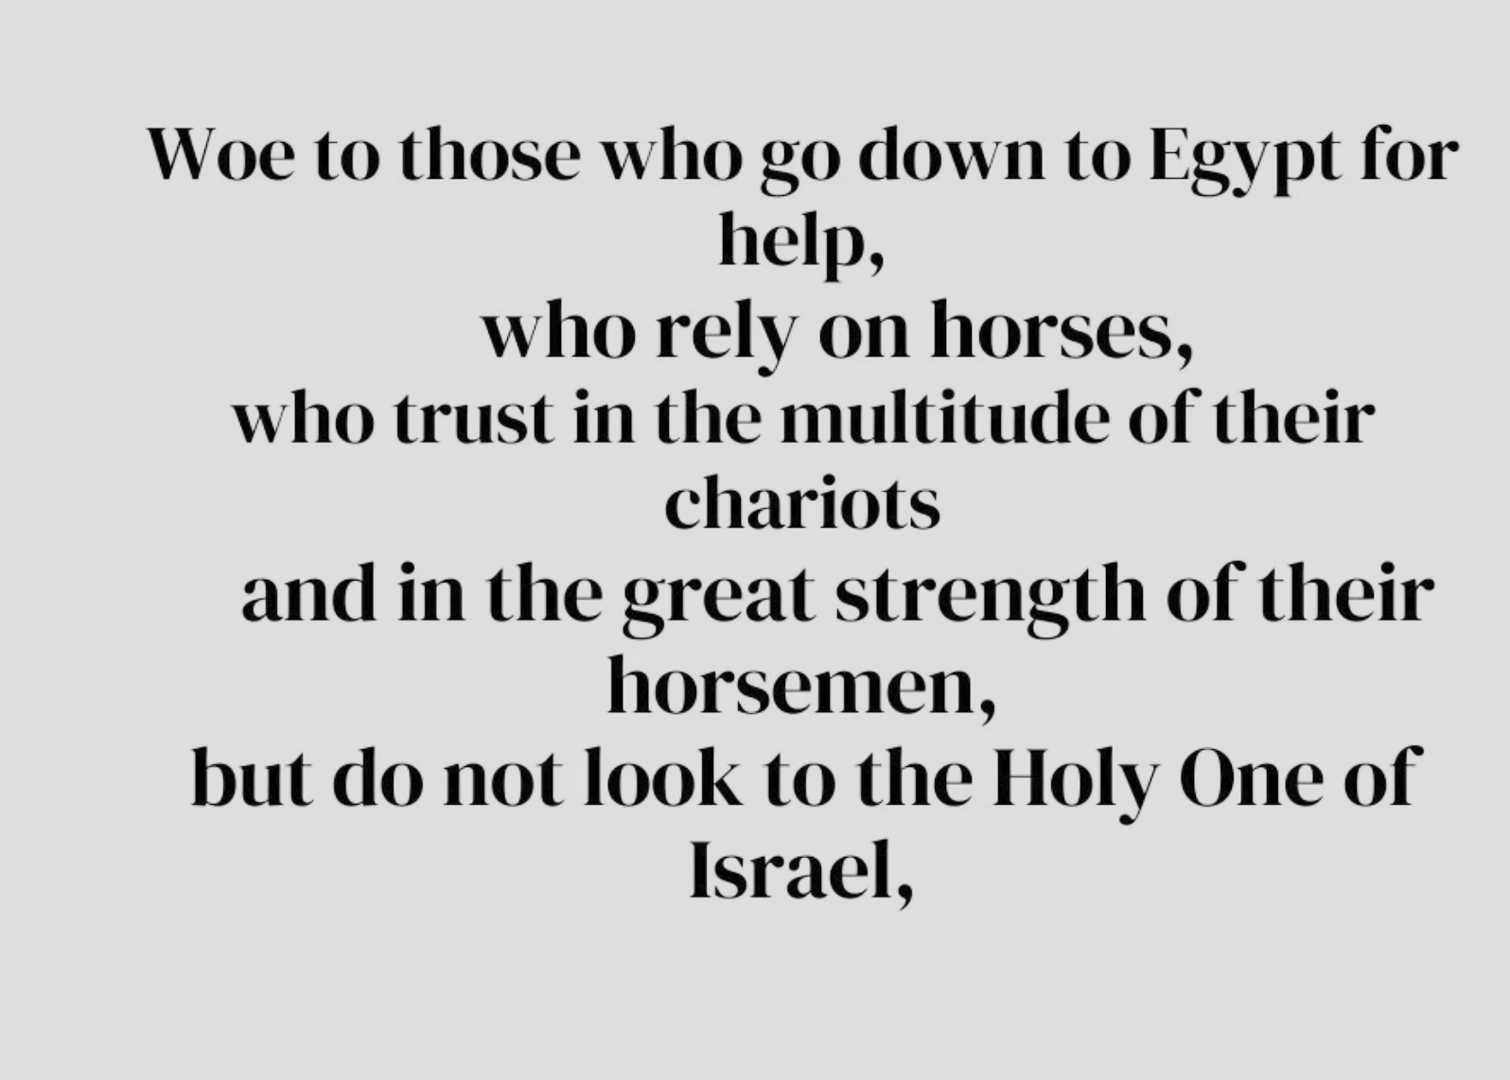 Woe to those who go down to Egypt for
help,
who rely on horses,
who trust in the multitude of their
chariots
and in the great strength of their
horsemen,
but do not look to the Holy One of
Israel,